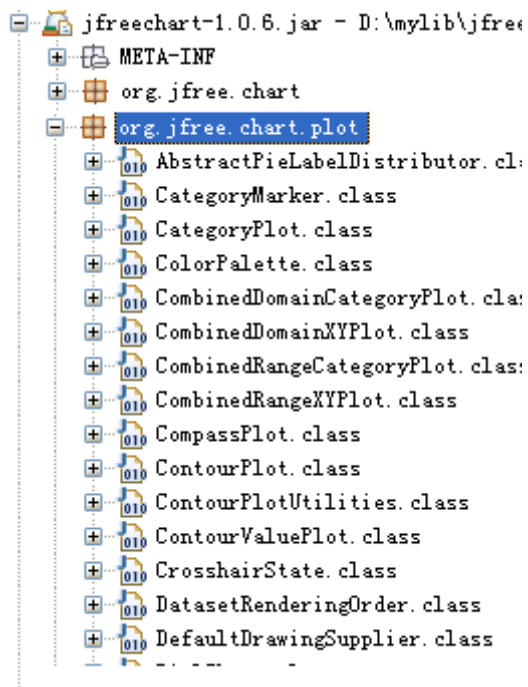 jfreechart-1.0.6.jar - D:\mylib\jfree
META-INF
org.jfree.chart
org.jfree.chart.plot
AbstractPieLabelDistributor.cla
CategoryMarker.class
CategoryPlot.class
ColorPalette.class
CombinedDomainCategoryPlot.clas
CombinedDomainXYPlot.class
CombinedRangeCategoryPlot.class
CombinedRangeXYPlot.class
CompassPlot.class
ContourPlot.class
ContourPlotUtilities.class
ContourValuePlot.class
CrosshairState.class
DatasetRenderingOrder.class
DefaultDrawingSupplier.class